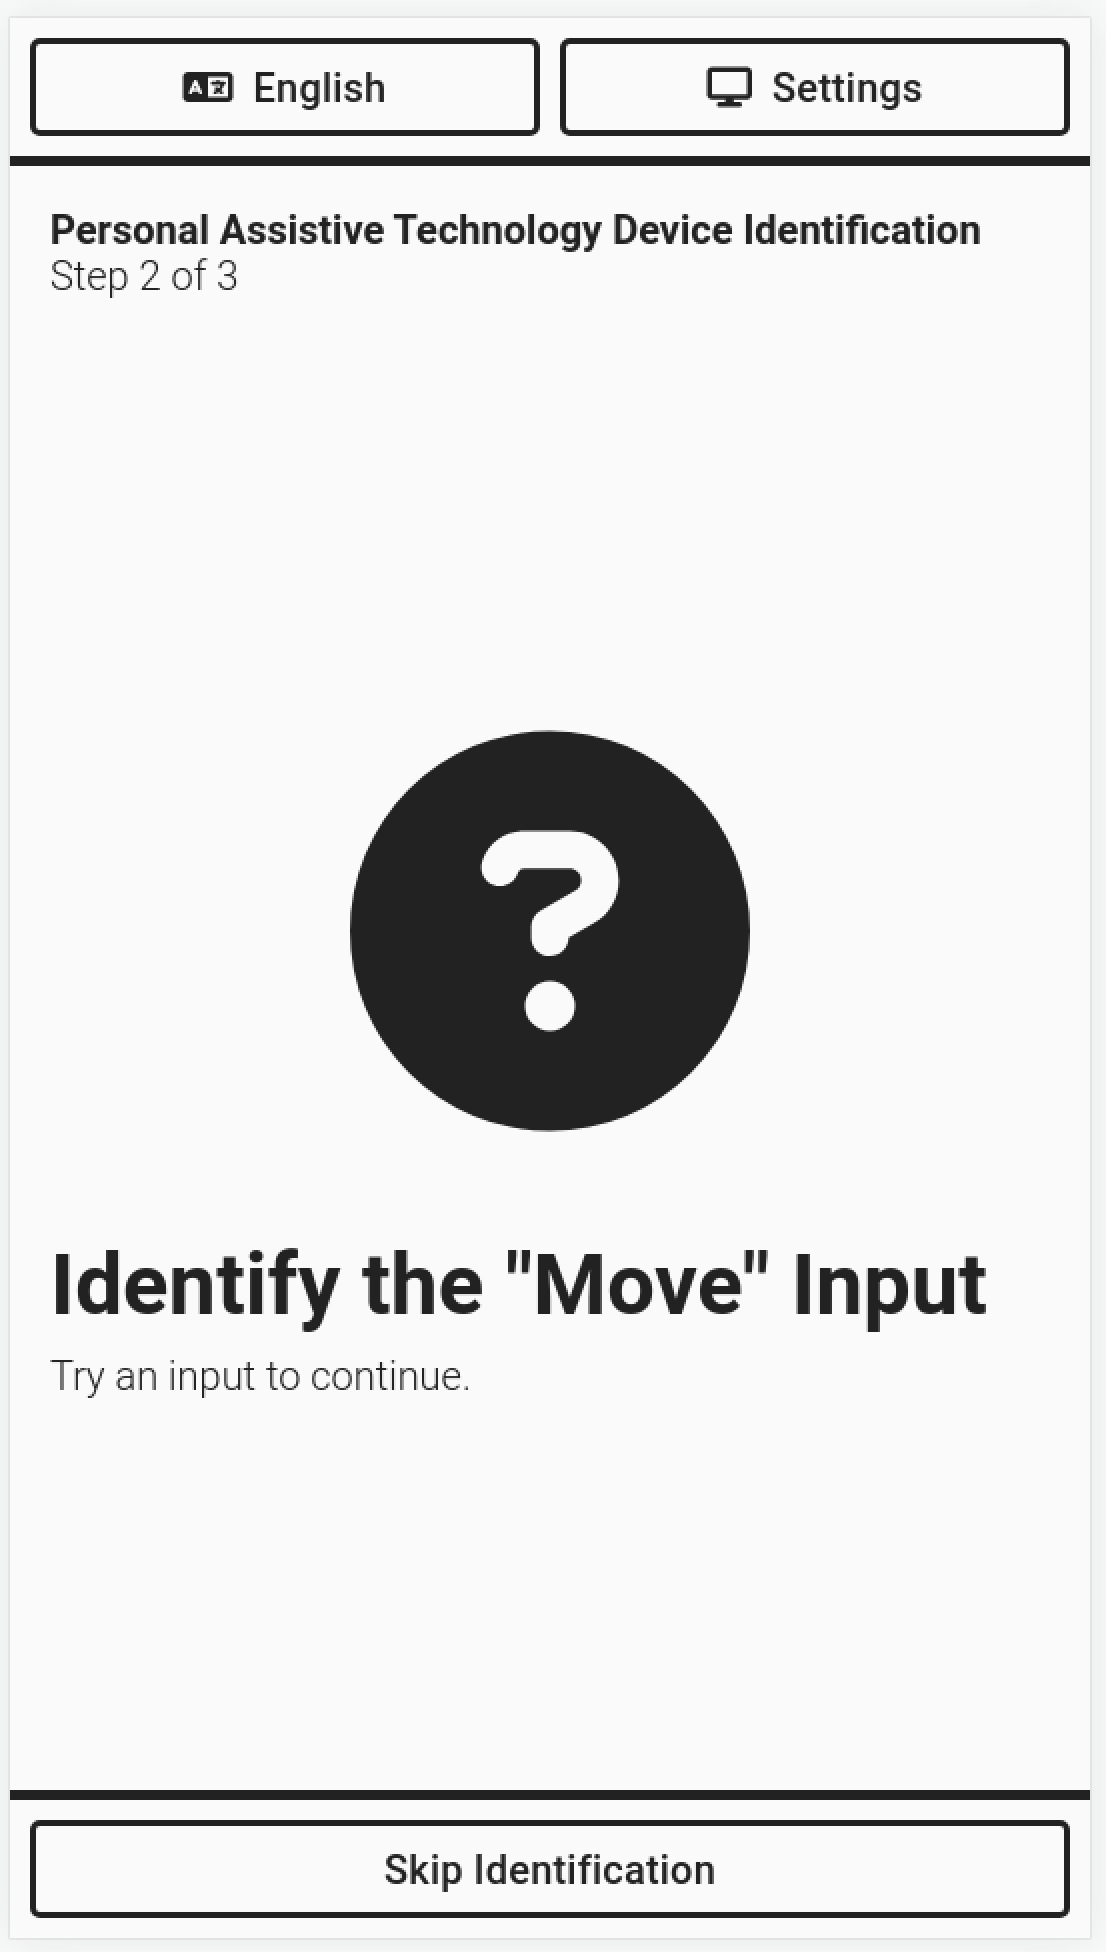 English
Settings
Personal Assistive Technology Device Identification
Step 2 of 3
Identify the "Move" Input
Try an input to continue.
Skip Identification